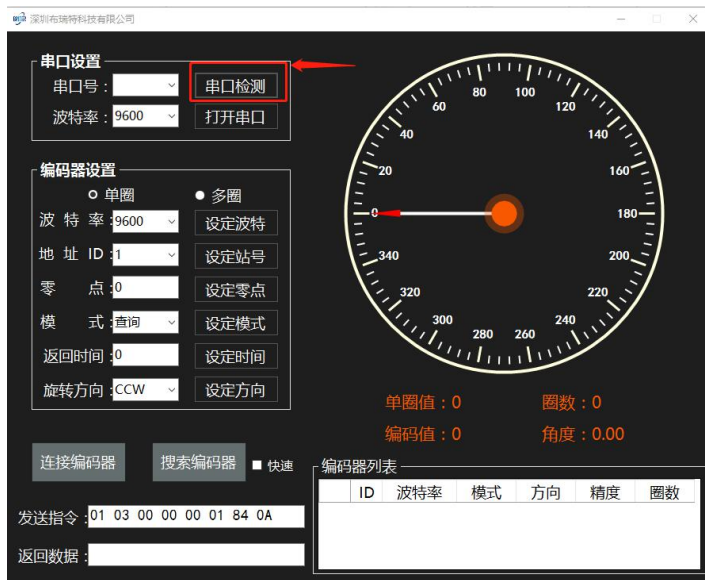 深圳布瑞特科技有限公司
串口设置
串口号： 串口检测
波特率：9600 打开串口
编码器设置
单圈 多圈
波 特 率:9600 设定波特
地 址 ID:1 设定站号
零 点:0 设定零点
模 式:查询 设定模式
返回时间:0 设定时间
旋转方向:CCW 设定方向
连接编码器 搜索编码器 快速
发送指令:01 03 00 00 00 01 84 0A
返回数据:
0
20
40
60
80
100
120
140
160
180
200
220
240
260
280
300
320
340
单圈值：0 圈数：0
编码值：0 角度：0.00
编码器列表
ID 波特率 模式 方向 精度 圈数